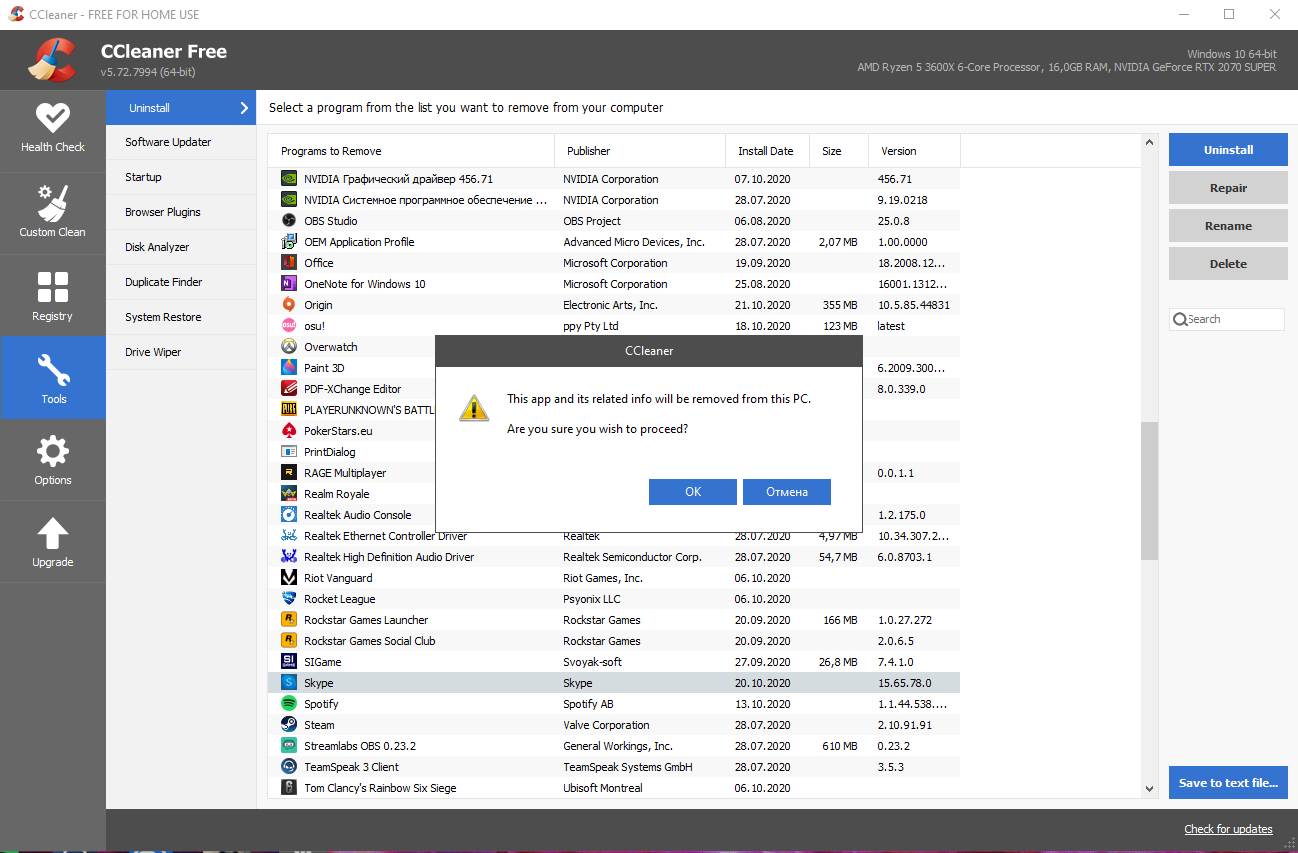 CCleaner - FREE FOR HOME USE
CCleaner Free
v5.72.7994 (64-bit)
Windows 10 64-bit
AMD Ryzen 5 3600X 6-Core Processor, 16,0GB RAM, NVIDIA GeForce RTX 2070 SUPER
Health Check
Custom Clean
Registry
Tools
Options
Upgrade
Uninstall
Software Updater
Startup
Browser Plugins
Disk Analyzer
Duplicate Finder
System Restore
Drive Wiper
Select a program from the list you want to remove from your computer
Programs to Remove Publisher Install Date Size Version
NVIDIA Графический драйвер 456.71 NVIDIA Corporation 07.10.2020 456.71
NVIDIA Системное программное обеспечение ... NVIDIA Corporation 28.07.2020 9.19.0218
OBS Studio OBS Project 06.08.2020 25.0.8
OEM Application Profile Advanced Micro Devices, Inc. 28.07.2020 2,07 MB 1.00.0000
Office Microsoft Corporation 19.09.2020 18.2008.12...
OneNote for Windows 10 Microsoft Corporation 25.08.2020 16001.1312...
Origin Electronic Arts, Inc. 21.10.2020 355 MB 10.5.85.44831
osu! ppy Pty Ltd 18.10.2020 123 MB latest
Overwatch
Paint 3D 6.2009.300...
PDF-XChange Editor 8.0.339.0
PLAYERUNKNOWN'S BATTL
PokerStars.eu
PrintDialog
RAGE Multiplayer 0.0.1.1
Realm Royale
Realtek Audio Console 1.2.175.0
Realtek Ethernet Controller Driver Realtek 28.07.2020 4,97 MB 10.34.307.2...
Realtek High Definition Audio Driver Realtek Semiconductor Corp. 28.07.2020 54,7 MB 6.0.8703.1
Riot Vanguard Riot Games, Inc. 06.10.2020
Rocket League Psyonix LLC 06.10.2020
Rockstar Games Launcher Rockstar Games 20.09.2020 166 MB 1.0.27.272
Rockstar Games Social Club Rockstar Games 20.09.2020 2.0.6.5
SIGame Svoyak-soft 27.09.2020 26,8 MB 7.4.1.0
Skype Skype 20.10.2020 15.65.78.0
Spotify Spotify AB 13.10.2020 1.1.44.538....
Steam Valve Corporation 28.07.2020 2.10.91.91
Streamlabs OBS 0.23.2 General Workings, Inc. 28.07.2020 610 MB 0.23.2
TeamSpeak 3 Client TeamSpeak Systems GmbH 28.07.2020 3.5.3
Tom Clancy's Rainbow Six Siege Ubisoft Montreal 06.10.2020
CCleaner
This app and its related info will be removed from this PC.
Are you sure you wish to proceed?
OK
Отмена
Uninstall
Repair
Rename
Delete
Search
Save to text file...
Check for updates